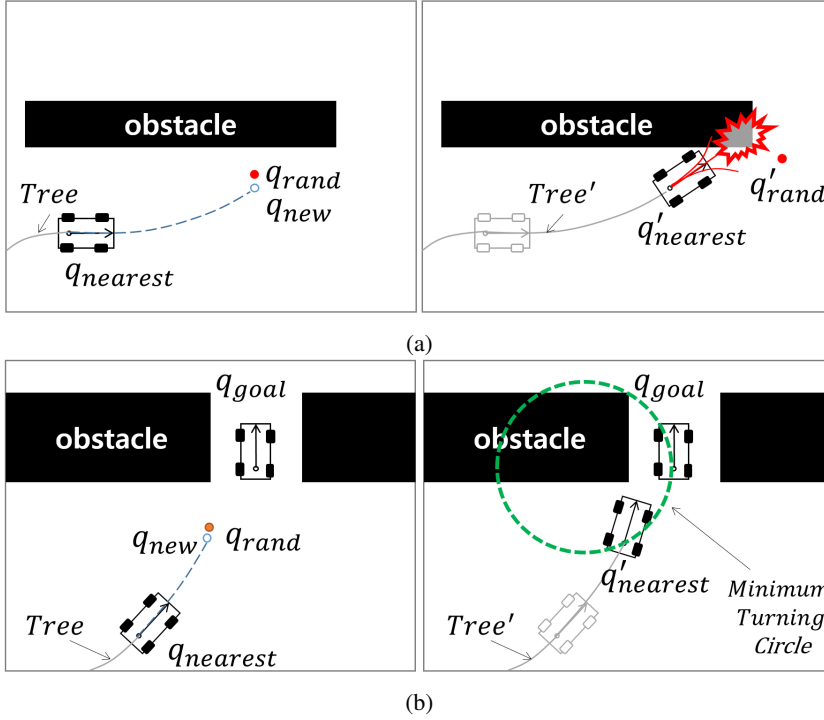 obstacle
q_rand
q_new
Tree
q_nearest
obstacle
q'_rand
Tree'
q'_nearest
(a)
q_goal
obstacle
q_new q_rand
Tree
q_nearest
q_goal
obstacle
q'_nearest
Tree'
Minimum
Turning
Circle
(b)